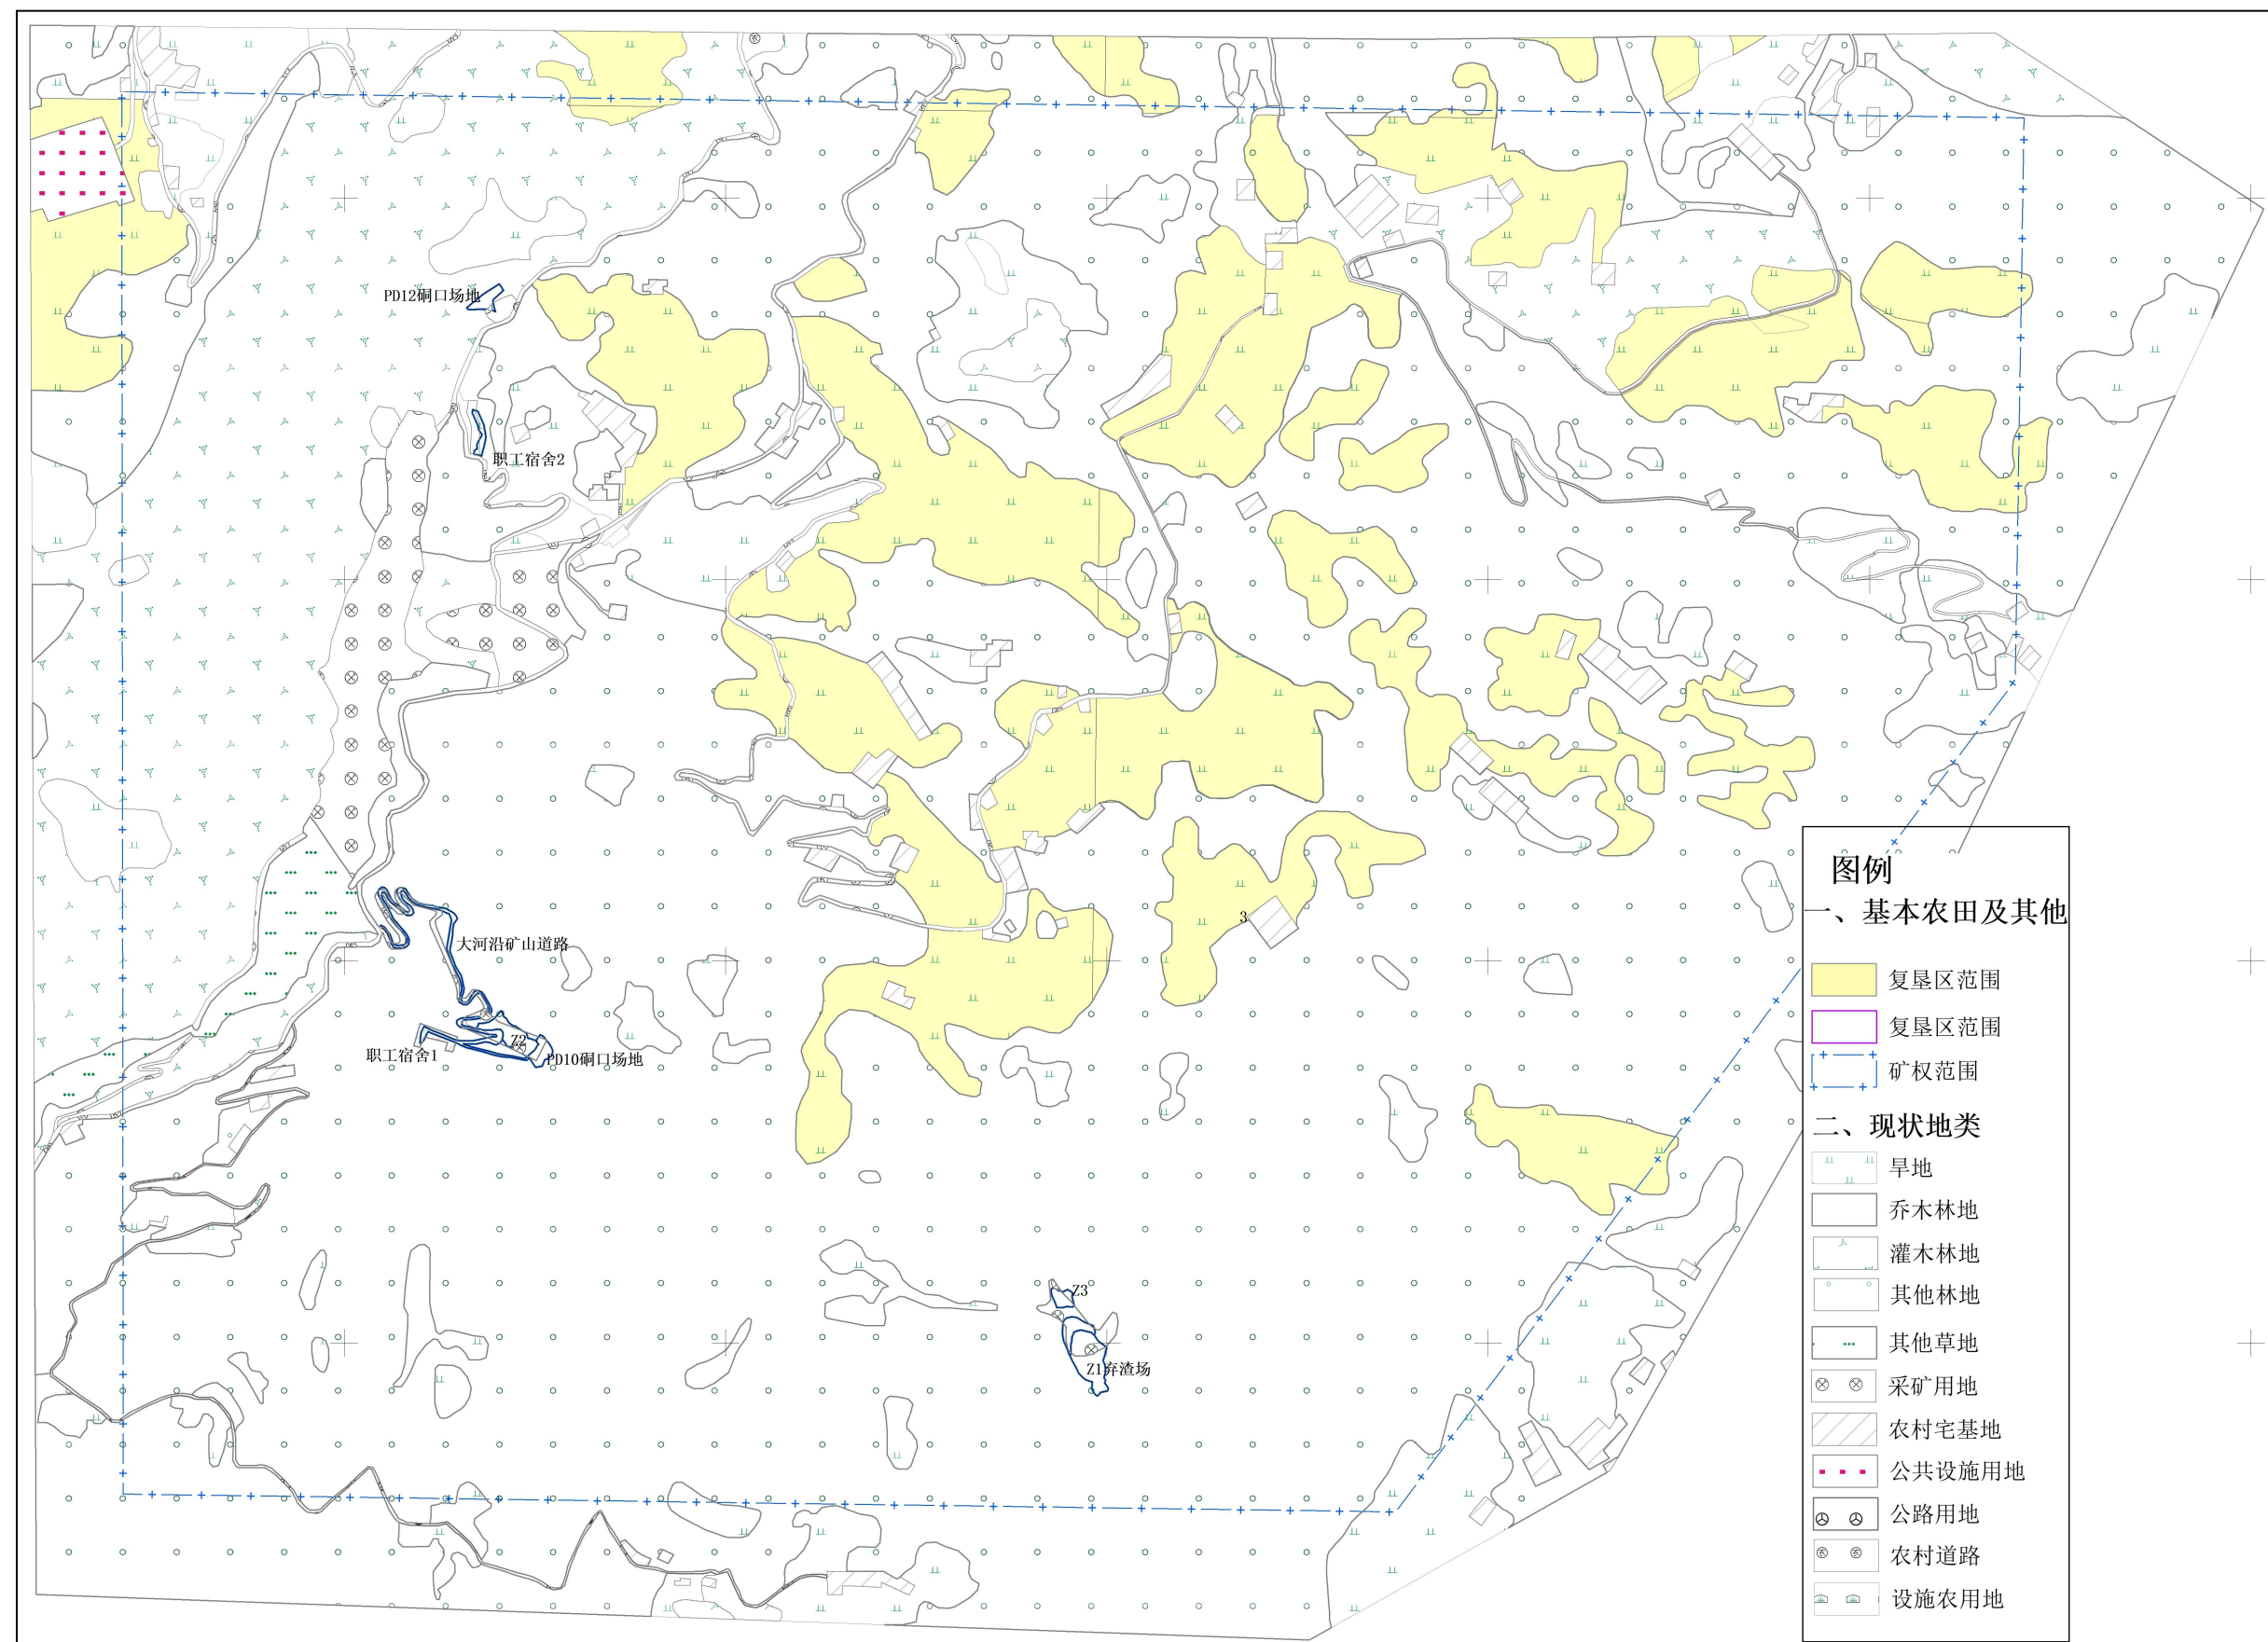 PD12硐口场地
职工宿舍2
3
大河沿矿山道路
职工宿舍1
Z2
PD10硐口场地
Z3
Z1弃渣场
图例
一、基本农田及其他
复垦区范围
复垦区范围
矿权范围
二、现状地类
旱地
乔木林地
灌木林地
其他林地
其他草地
采矿用地
农村宅基地
公共设施用地
公路用地
农村道路
设施农用地